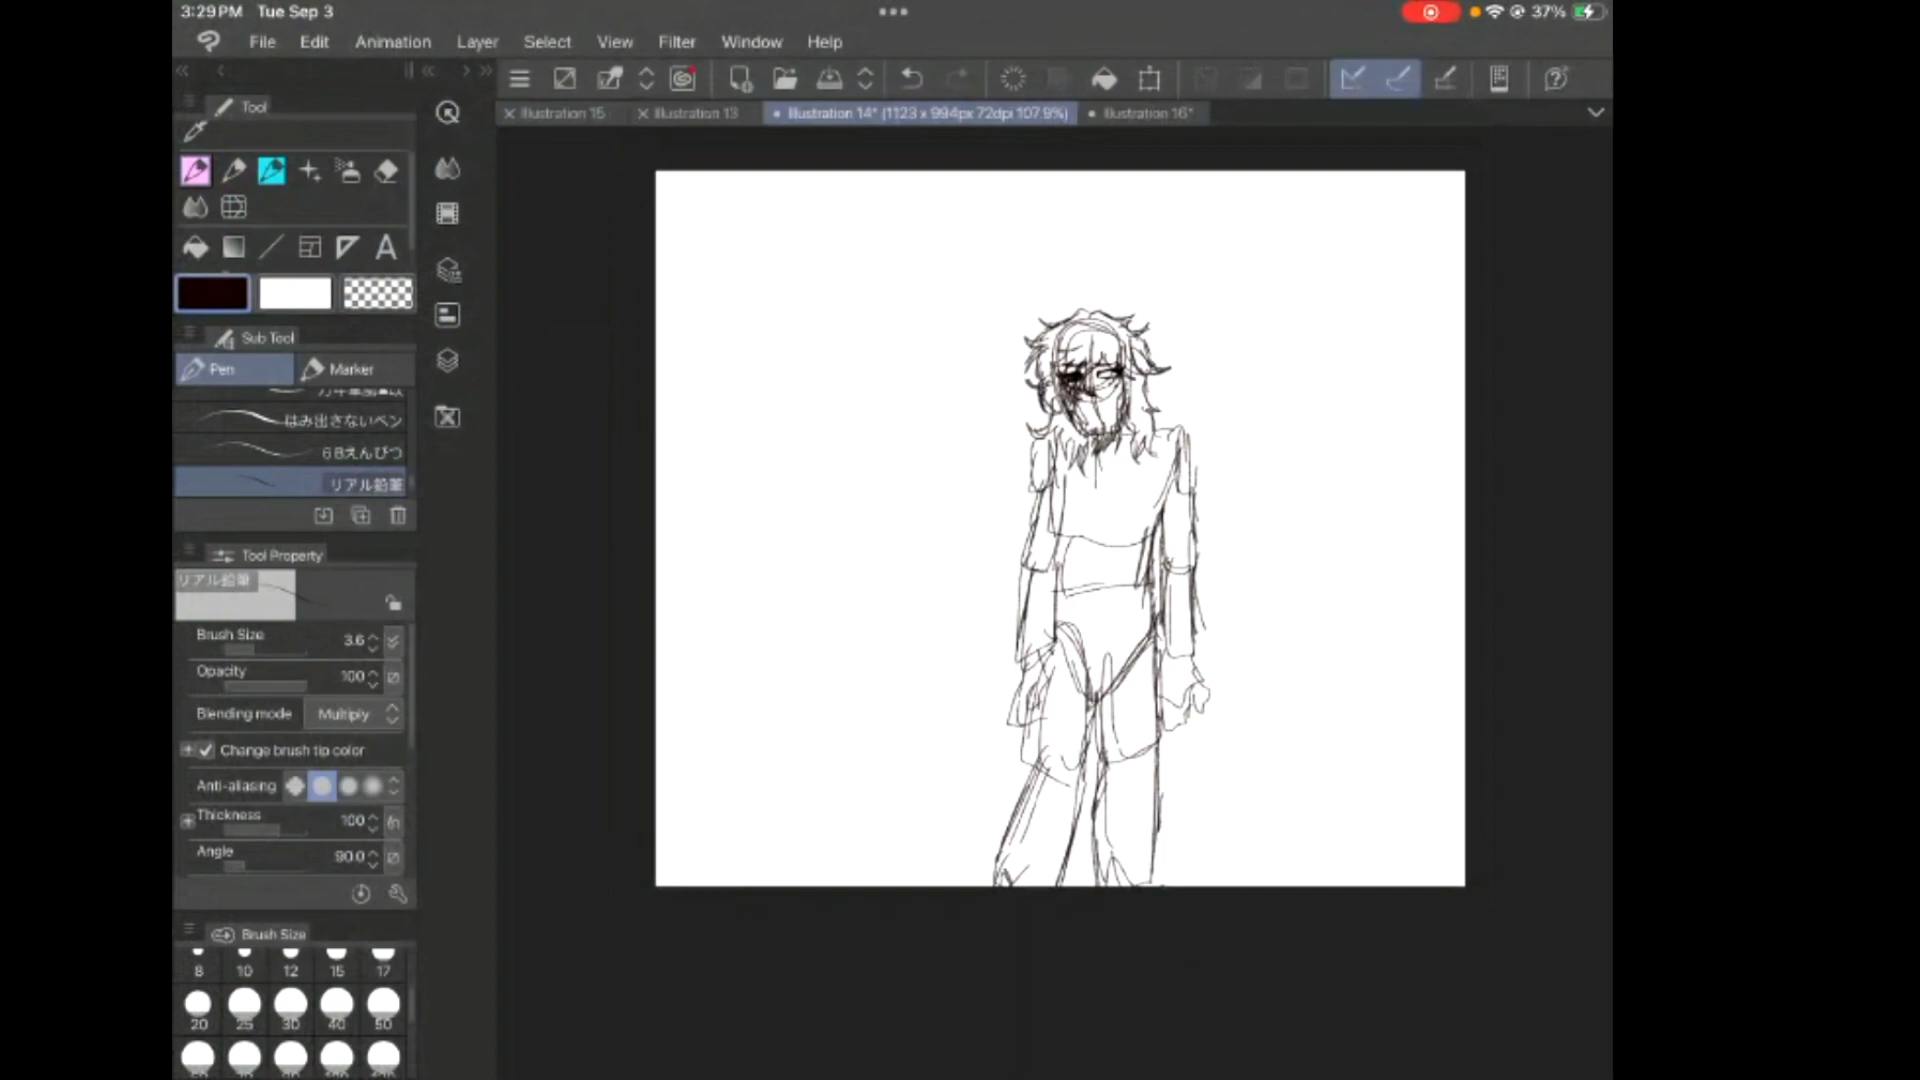 3:29PM Tue Sep 3
37%
File Edit Animation Layer Select View Filter Window Help
Tool
Illustration 15
Illustration 13
Illustration 14* (1123 x 994px 72dpi 107.9%)
Illustration 16*
A
Sub Tool
Pen
Marker
はみ出さないペン
6Bえんぴつ
リアル鉛筆
Tool Property
リアル鉛筆
Brush Size 3.6
Opacity 100
Blending mode Multiply
Change brush tip color
Anti-aliasing
Thickness 100
Angle 90.0
Brush Size
8 10 12 15 17
20 25 30 40 50